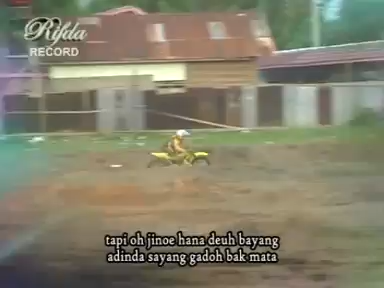 Rifda
RECORD
tapi oh jinoe hana deuh bayang
adinda sayang gadoh bak mata